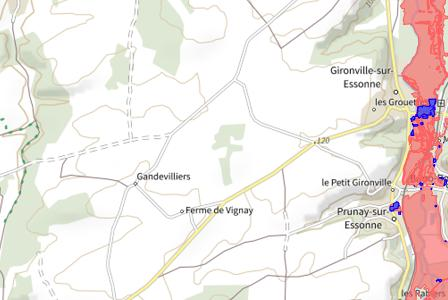 Gironville-sur-
Essonne
les Grouet
120
Gandevilliers
le Petit Gironville
Ferme de Vignay
Prunay-sur-
Essonne